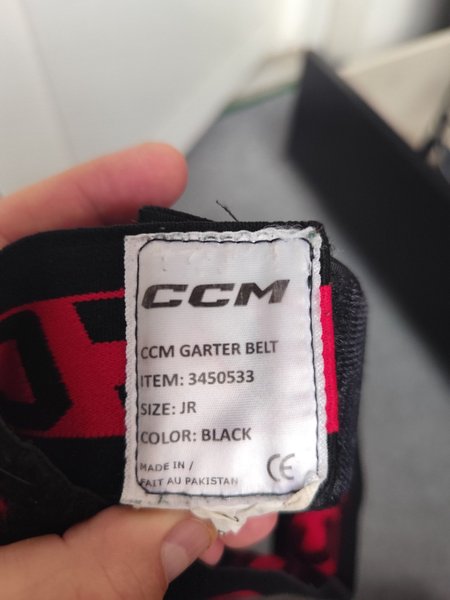 CCM
CCM GARTER BELT
ITEM: 3450533
SIZE: JR
COLOR: BLACK
MADE IN /
FAIT AU PAKISTAN
CE